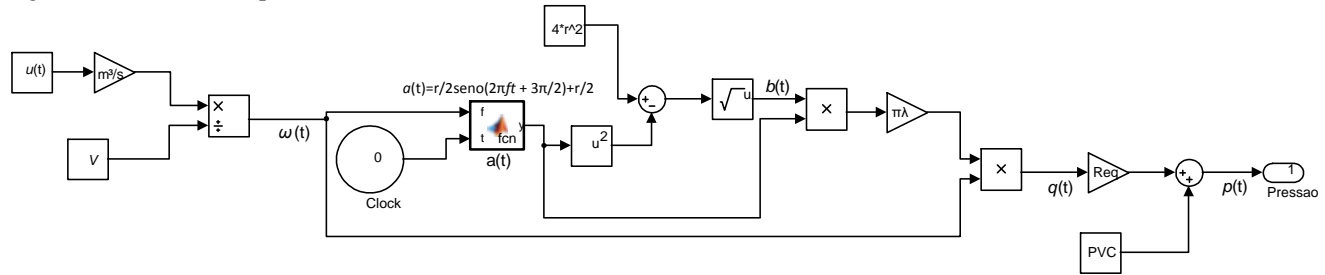 4*r^2
u(t)
m³/s
×
÷
V
ω(t)
a(t)=r/2seno(2πft + 3π/2)+r/2
f
t
y
fcn
a(t)
0
Clock
u²
+
−
√u
b(t)
×
πλ
×
q(t)
Req
+
+
p(t)
1
Pressao
PVC